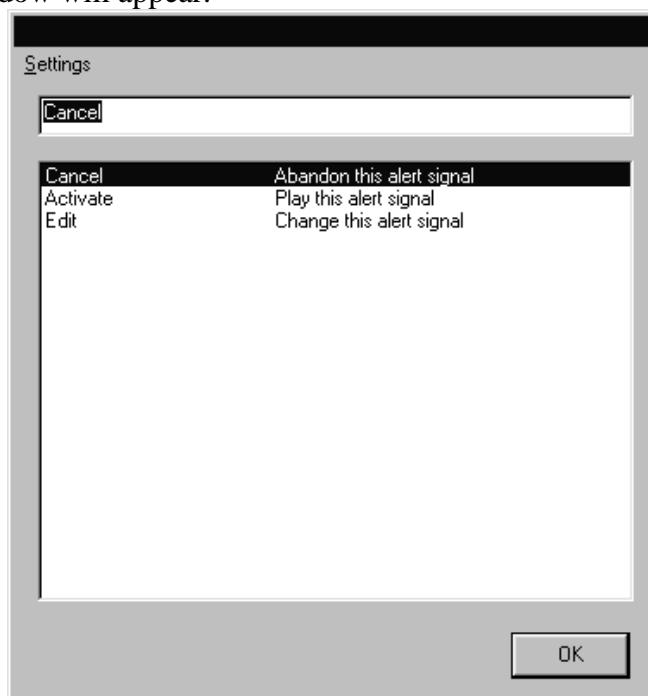 dow will appear.
Settings
Cancel
Cancel Abandon this alert signal
Activate Play this alert signal
Edit Change this alert signal
OK